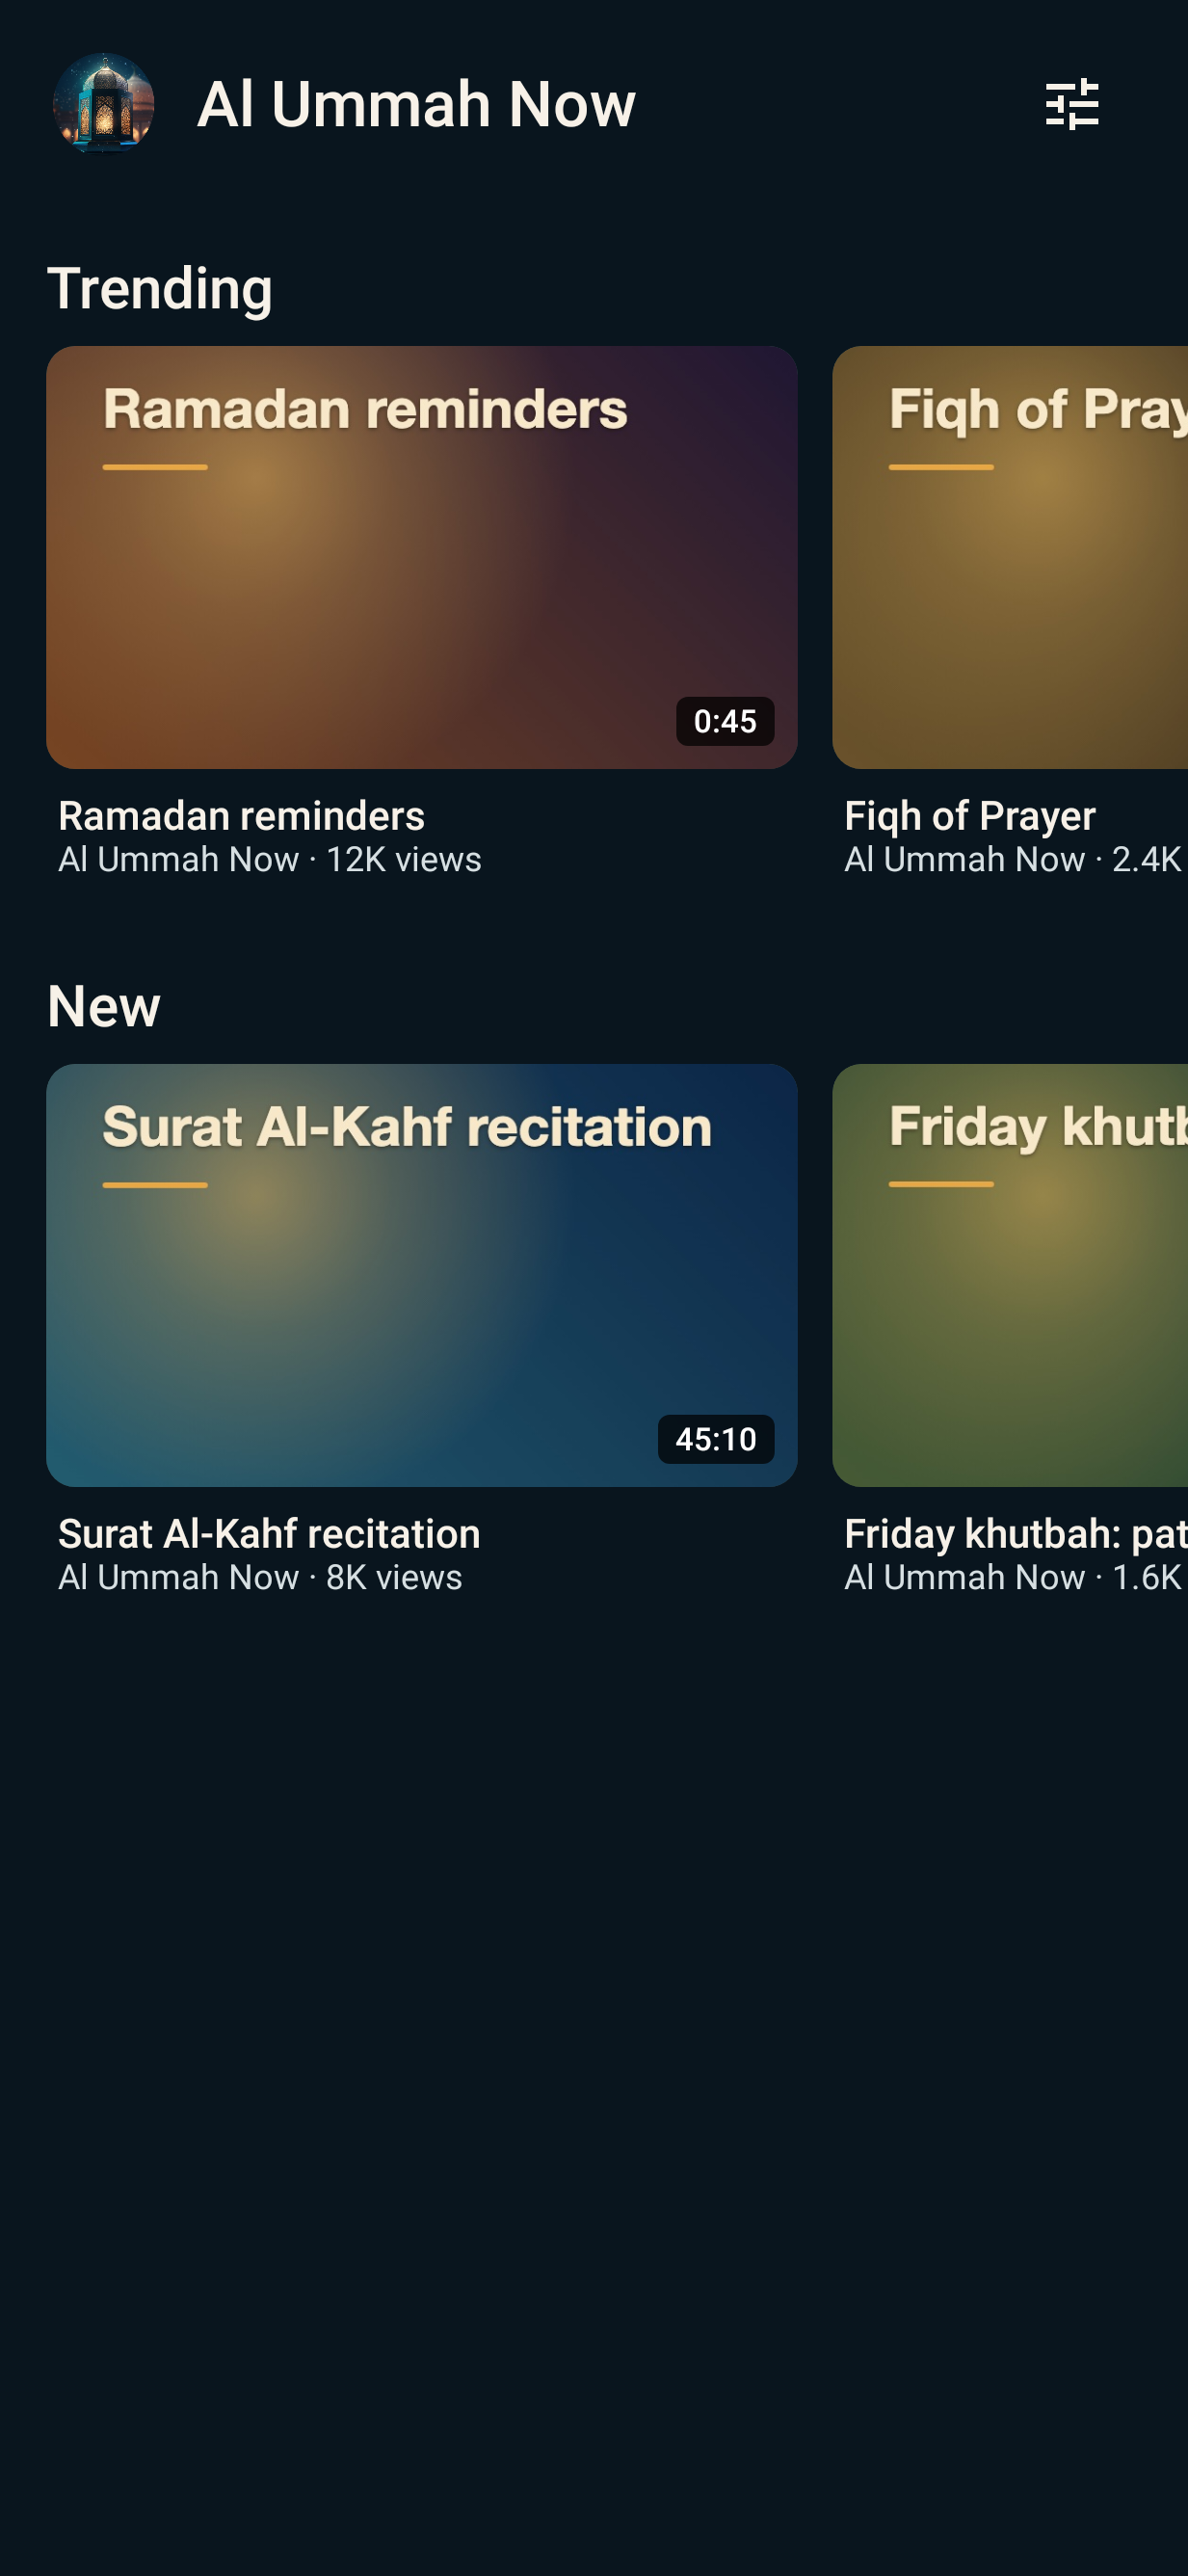 Al Ummah Now
Trending
Ramadan reminders
Fiqh of Pray
0:45
Ramadan reminders
Al Ummah Now · 12K views
Fiqh of Prayer
Al Ummah Now · 2.4K
New
Surat Al-Kahf recitation
Friday khutb
45:10
Surat Al-Kahf recitation
Al Ummah Now · 8K views
Friday khutbah: pat
Al Ummah Now · 1.6K